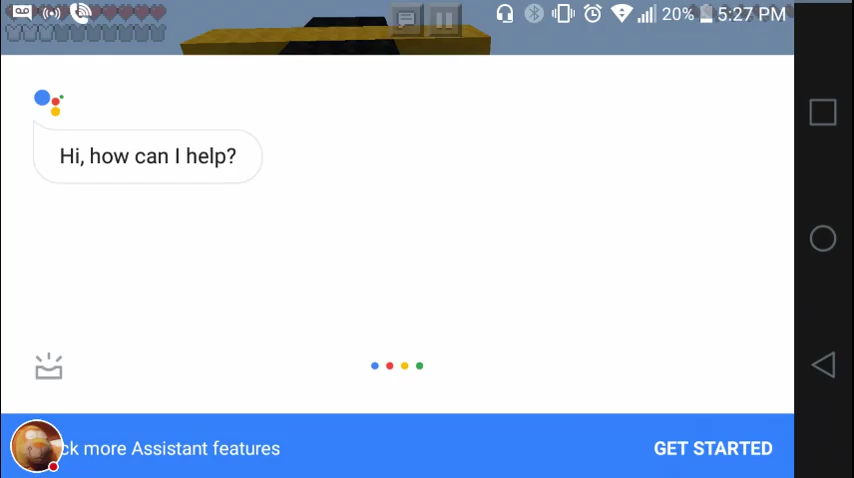 20% 5:27 PM
Hi, how can I help?
ck more Assistant features
GET STARTED